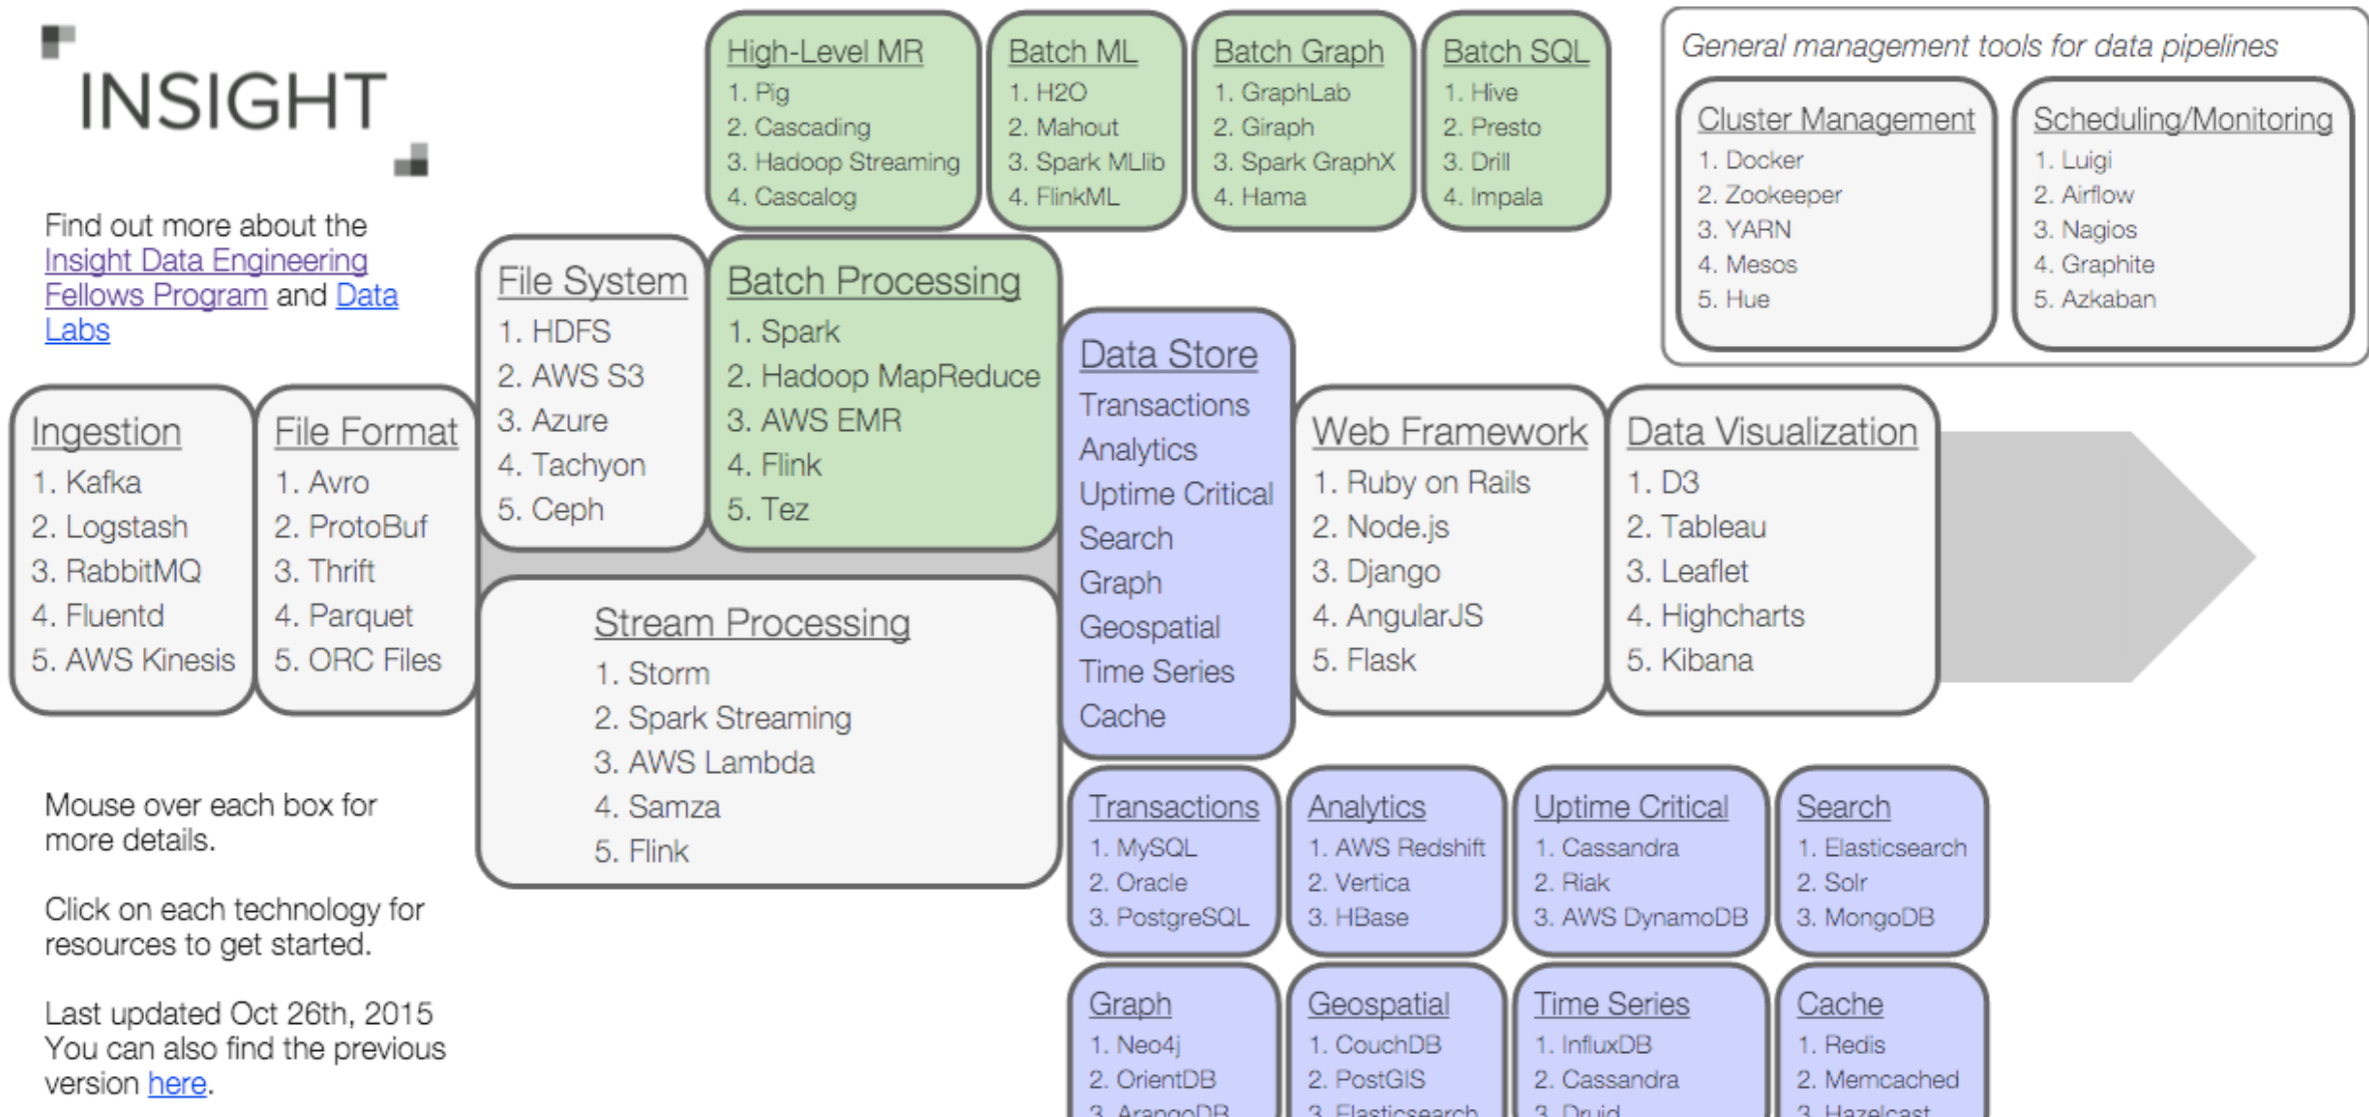 INSIGHT
Find out more about the
Insight Data Engineering
Fellows Program and Data
Labs
High-Level MR
1. Pig
2. Cascading
3. Hadoop Streaming
4. Cascalog
Batch ML
1. H2O
2. Mahout
3. Spark MLlib
4. FlinkML
Batch Graph
1. GraphLab
2. Giraph
3. Spark GraphX
4. Hama
Batch SQL
1. Hive
2. Presto
3. Drill
4. Impala
General management tools for data pipelines
Cluster Management
1. Docker
2. Zookeeper
3. YARN
4. Mesos
5. Hue
Scheduling/Monitoring
1. Luigi
2. Airflow
3. Nagios
4. Graphite
5. Azkaban
Ingestion
1. Kafka
2. Logstash
3. RabbitMQ
4. Fluentd
5. AWS Kinesis
File Format
1. Avro
2. ProtoBuf
3. Thrift
4. Parquet
5. ORC Files
File System
1. HDFS
2. AWS S3
3. Azure
4. Tachyon
5. Ceph
Batch Processing
1. Spark
2. Hadoop MapReduce
3. AWS EMR
4. Flink
5. Tez
Stream Processing
1. Storm
2. Spark Streaming
3. AWS Lambda
4. Samza
5. Flink
Data Store
Transactions
Analytics
Uptime Critical
Search
Graph
Geospatial
Time Series
Cache
Web Framework
1. Ruby on Rails
2. Node.js
3. Django
4. AngularJS
5. Flask
Data Visualization
1. D3
2. Tableau
3. Leaflet
4. Highcharts
5. Kibana
Mouse over each box for
more details.
Click on each technology for
resources to get started.
Last updated Oct 26th, 2015
You can also find the previous
version here.
Transactions
1. MySQL
2. Oracle
3. PostgreSQL
Analytics
1. AWS Redshift
2. Vertica
3. HBase
Uptime Critical
1. Cassandra
2. Riak
3. AWS DynamoDB
Search
1. Elasticsearch
2. Solr
3. MongoDB
Graph
1. Neo4j
2. OrientDB
3. ArangoDB
Geospatial
1. CouchDB
2. PostGIS
3. Elasticsearch
Time Series
1. InfluxDB
2. Cassandra
3. Druid
Cache
1. Redis
2. Memcached
3. Hazelcast